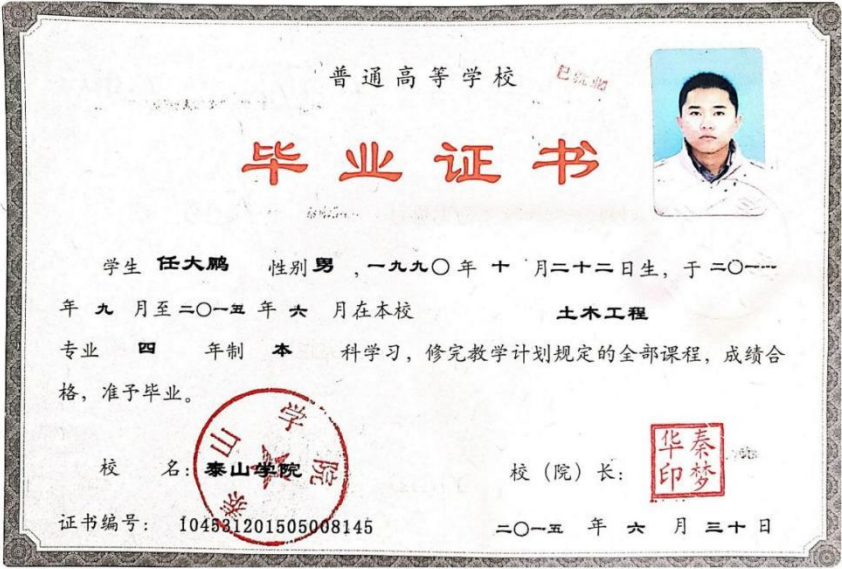 普通高等学校
已就业
毕业证书
学生 任大鹏 性别 男 ,一九九〇年 十 月二十二日生，于 二〇一一
年 九 月至 二〇一五 年 六 月在本校 土木工程
专业 四 年制 本 科学习，修完教学计划规定的全部课程，成绩合
格，准予毕业。
泰山学院
校 名：泰山学院 校（院）长：
秦梦华印
证书编号： 104531201505008145 二〇一五 年 六 月 三十 日